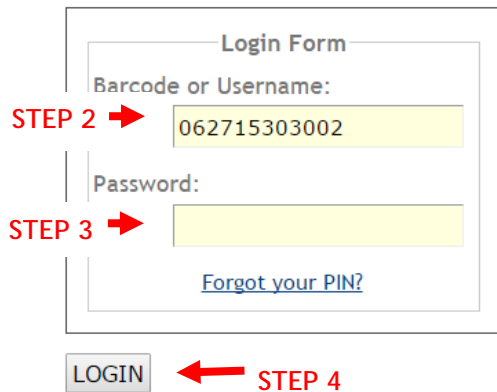 Login Form
Barcode or Username:
STEP 2
062715303002
Password:
STEP 3
Forgot your PIN?
LOGIN
STEP 4